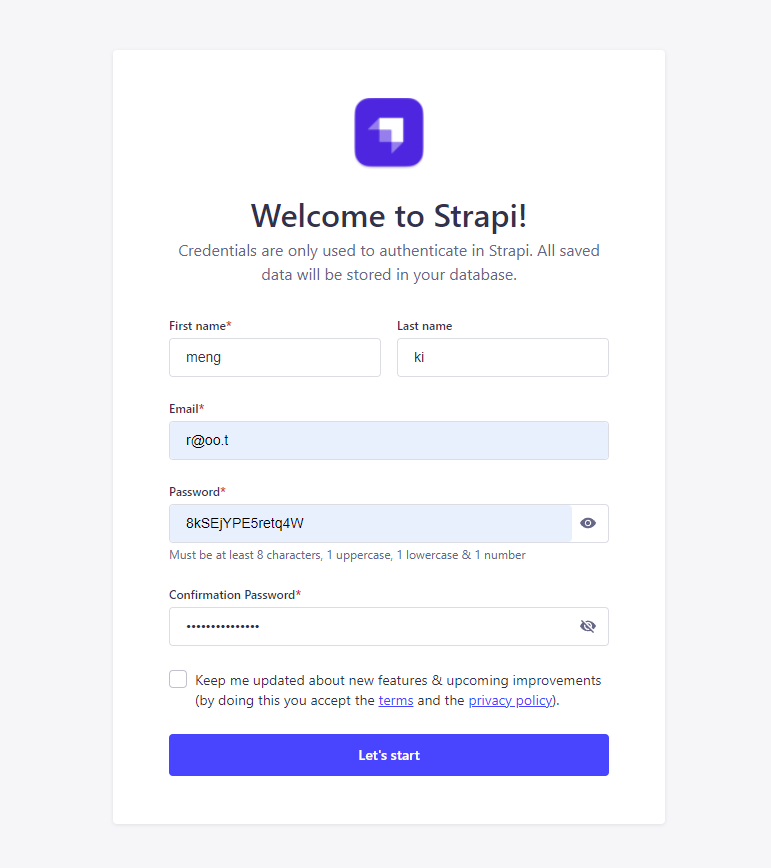 Welcome to Strapi!
Credentials are only used to authenticate in Strapi. All saved
data will be stored in your database.
First name* Last name
meng ki
Email*
r@oo.t
Password*
8kSEjYPE5retq4W
Must be at least 8 characters, 1 uppercase, 1 lowercase & 1 number
Confirmation Password*
•••••••••••••••
Keep me updated about new features & upcoming improvements
(by doing this you accept the terms and the privacy policy).
Let's start